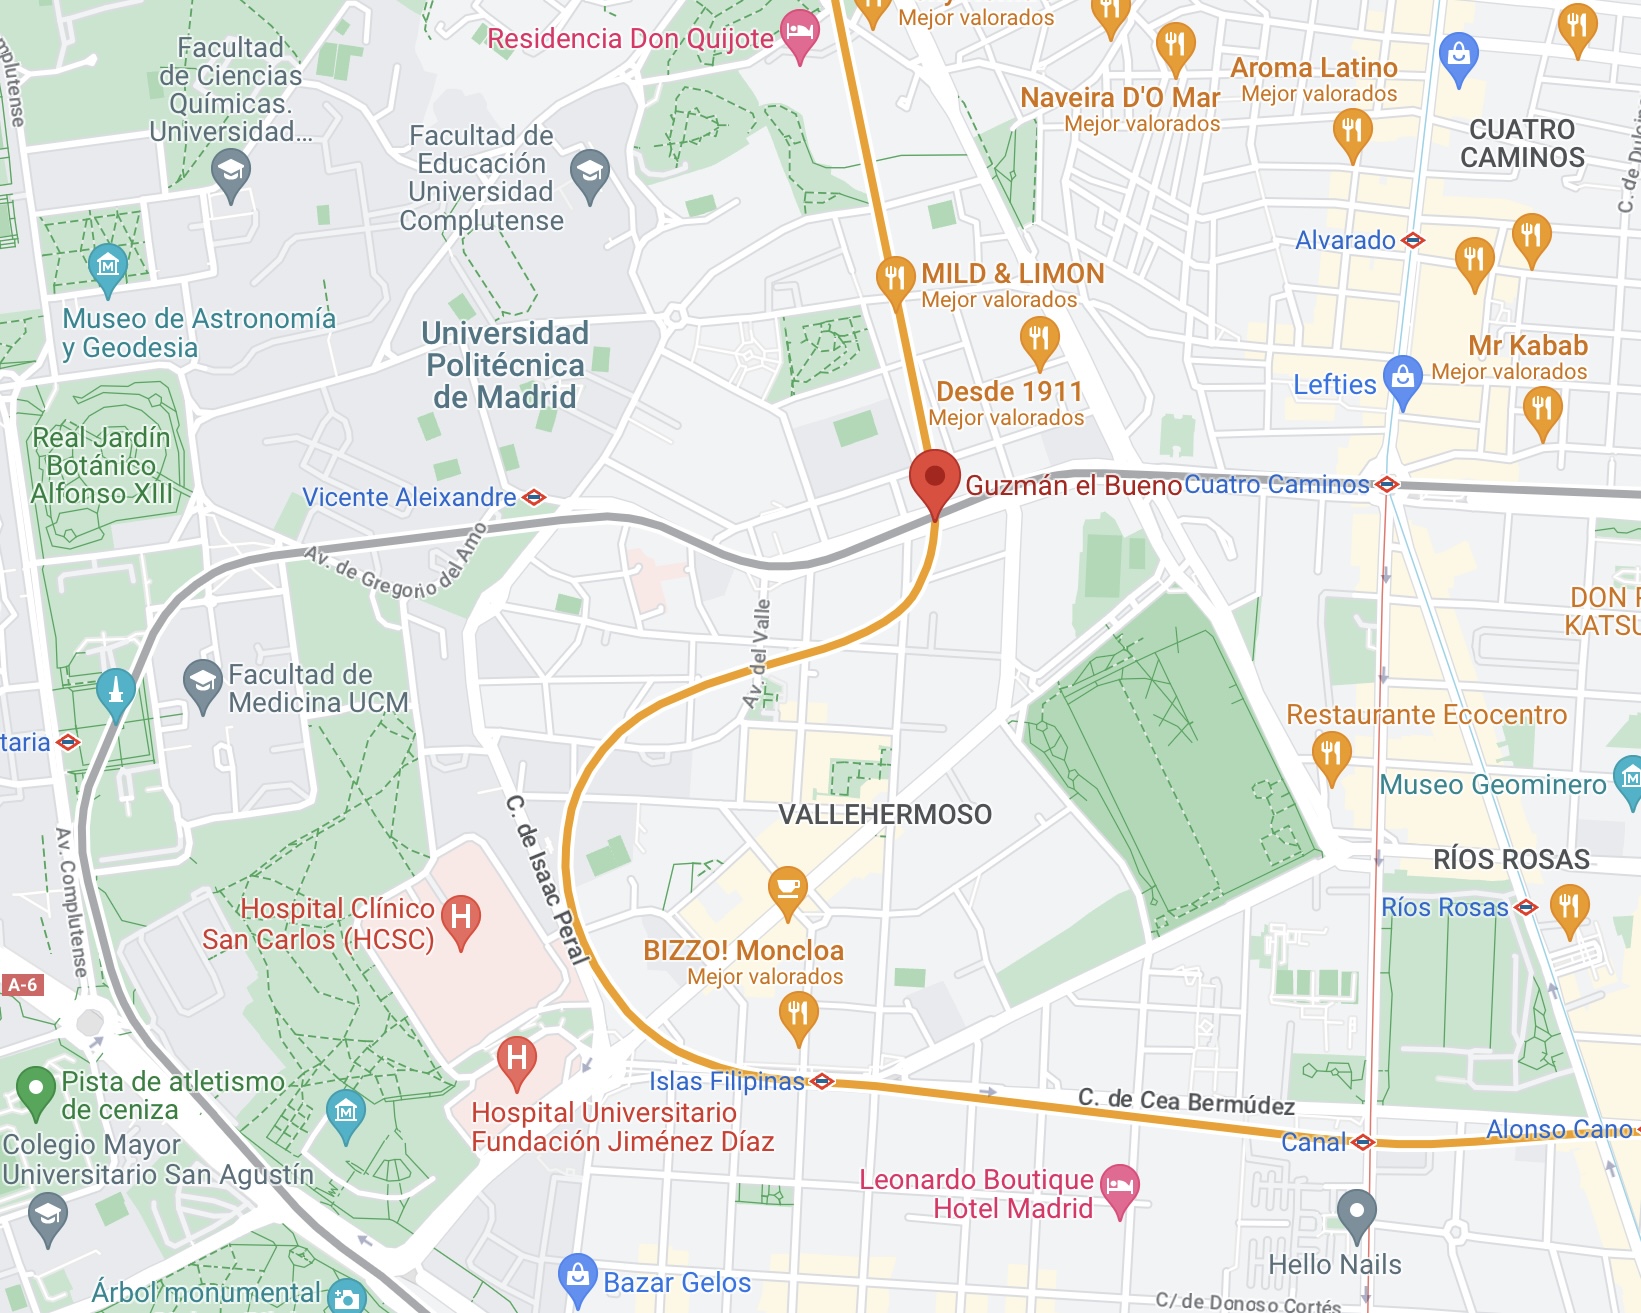 Mejor valorados
Residencia Don Quijote
Facultad
de Ciencias
Químicas.
Universidad...
Aroma Latino
Mejor valorados
Naveira D'O Mar
Mejor valorados
CUATRO
CAMINOS
Facultad de
Educación
Universidad
Complutense
Alvarado
MILD & LIMON
Mejor valorados
Museo de Astronomía
y Geodesia
Universidad
Politécnica
de Madrid
Mr Kabab
Mejor valorados
Lefties
Desde 1911
Mejor valorados
Real Jardín
Botánico
Alfonso XIII
Vicente Aleixandre
Guzmán el Bueno
Cuatro Caminos
Av. de Gregorio del Amo
Av. del Valle
Facultad de
Medicina UCM
taria
Restaurante Ecocentro
Museo Geominero
VALLEHERMOSO
C. de Isaac Peral
Av. Complutense
RÍOS ROSAS
Ríos Rosas
Hospital Clínico
San Carlos (HCSC)
BIZZO! Moncloa
Mejor valorados
A-6
Pista de atletismo
de ceniza
Islas Filipinas
C. de Cea Bermúdez
Hospital Universitario
Fundación Jiménez Díaz
Canal
Alonso Cano
Colegio Mayor
Universitario San Agustín
Leonardo Boutique
Hotel Madrid
Hello Nails
Árbol monumental
Bazar Gelos
C/ de Donoso Cortés